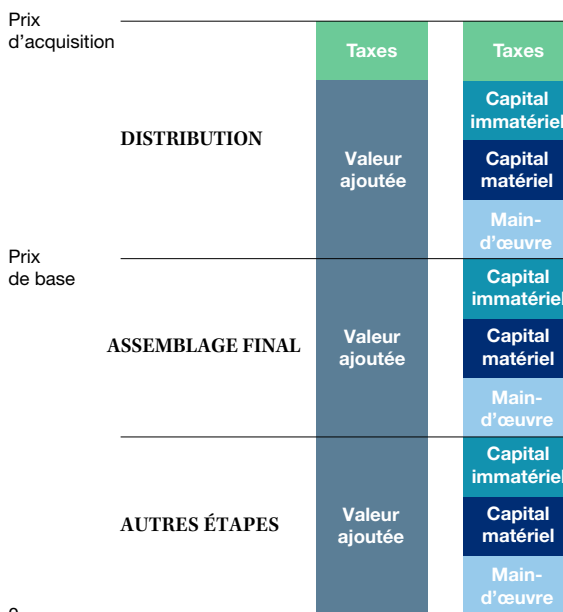 Prix
d'acquisition
Taxes
Taxes
DISTRIBUTION
Valeur
ajoutée
Capital
immatériel
Capital
matériel
Main-
d'œuvre
Prix
de base
ASSEMBLAGE FINAL
Valeur
ajoutée
Capital
immatériel
Capital
matériel
Main-
d'œuvre
AUTRES ÉTAPES
Valeur
ajoutée
Capital
immatériel
Capital
matériel
Main-
d'œuvre
0